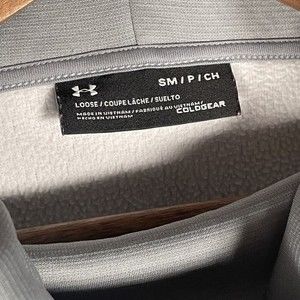 SM / P / CH
LOOSE / COUPE LÂCHE / SUELTO
MADE IN VIETNAM / FABRIQUÉ AU VIETNAM /
HECHO EN VIETNAM
COLDGEAR